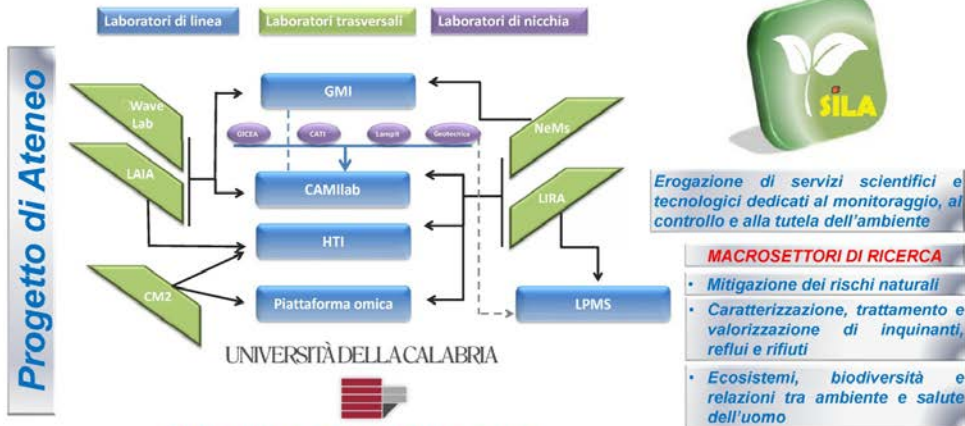 Laboratori di linea
Laboratori trasversali
Laboratori di nicchia
Progetto di Ateneo
Wave
Lab
LAIA
CM2
GMI
GICEA
CATI
Lampit
Geotecnica
CAMIlab
HTI
Piattaforma omica
NeMs
LIRA
LPMS
UNIVERSITÀ DELLA CALABRIA
SILA
Erogazione di servizi scientifici e
tecnologici dedicati al monitoraggio, al
controllo e alla tutela dell'ambiente
MACROSETTORI DI RICERCA
• Mitigazione dei rischi naturali
• Caratterizzazione, trattamento e
valorizzazione di inquinanti,
reflui e rifiuti
• Ecosistemi, biodiversità e
relazioni tra ambiente e salute
dell'uomo